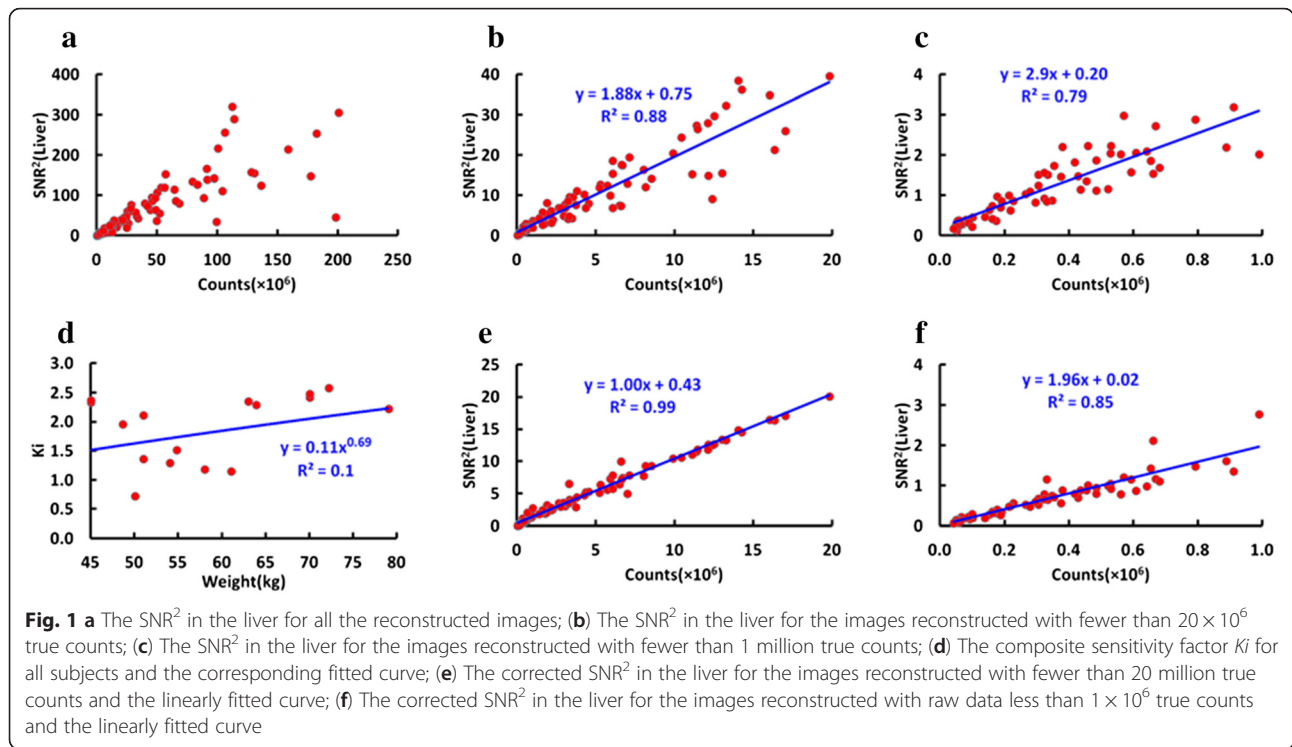 a
b
c
400
300
200
100
0
SNR²(Liver)
0 50 100 150 200 250
Counts(×10⁶)
40
30
20
10
0
SNR²(Liver)
y = 1.88x + 0.75
R² = 0.88
0 5 10 15 20
Counts(×10⁶)
4
3
2
1
0
SNR²(Liver)
y = 2.9x + 0.20
R² = 0.79
0.0 0.2 0.4 0.6 0.8 1.0
Counts(×10⁶)
d
e
f
3.0
2.5
2.0
1.5
1.0
0.5
0.0
Ki
y = 0.11x⁰·⁶⁹
R² = 0.1
45 50 55 60 65 70 75 80
Weight(kg)
25
20
15
10
5
0
SNR²(Liver)
y = 1.00x + 0.43
R² = 0.99
0 5 10 15 20
Counts(×10⁶)
4
3
2
1
0
SNR²(Liver)
y = 1.96x + 0.02
R² = 0.85
0.0 0.2 0.4 0.6 0.8 1.0
Counts(×10⁶)
Fig. 1 a The SNR² in the liver for all the reconstructed images; (b) The SNR² in the liver for the images reconstructed with fewer than 20 × 10⁶
true counts; (c) The SNR² in the liver for the images reconstructed with fewer than 1 million true counts; (d) The composite sensitivity factor Ki for
all subjects and the corresponding fitted curve; (e) The corrected SNR² in the liver for the images reconstructed with fewer than 20 million true
counts and the linearly fitted curve; (f) The corrected SNR² in the liver for the images reconstructed with raw data less than 1 × 10⁶ true counts
and the linearly fitted curve